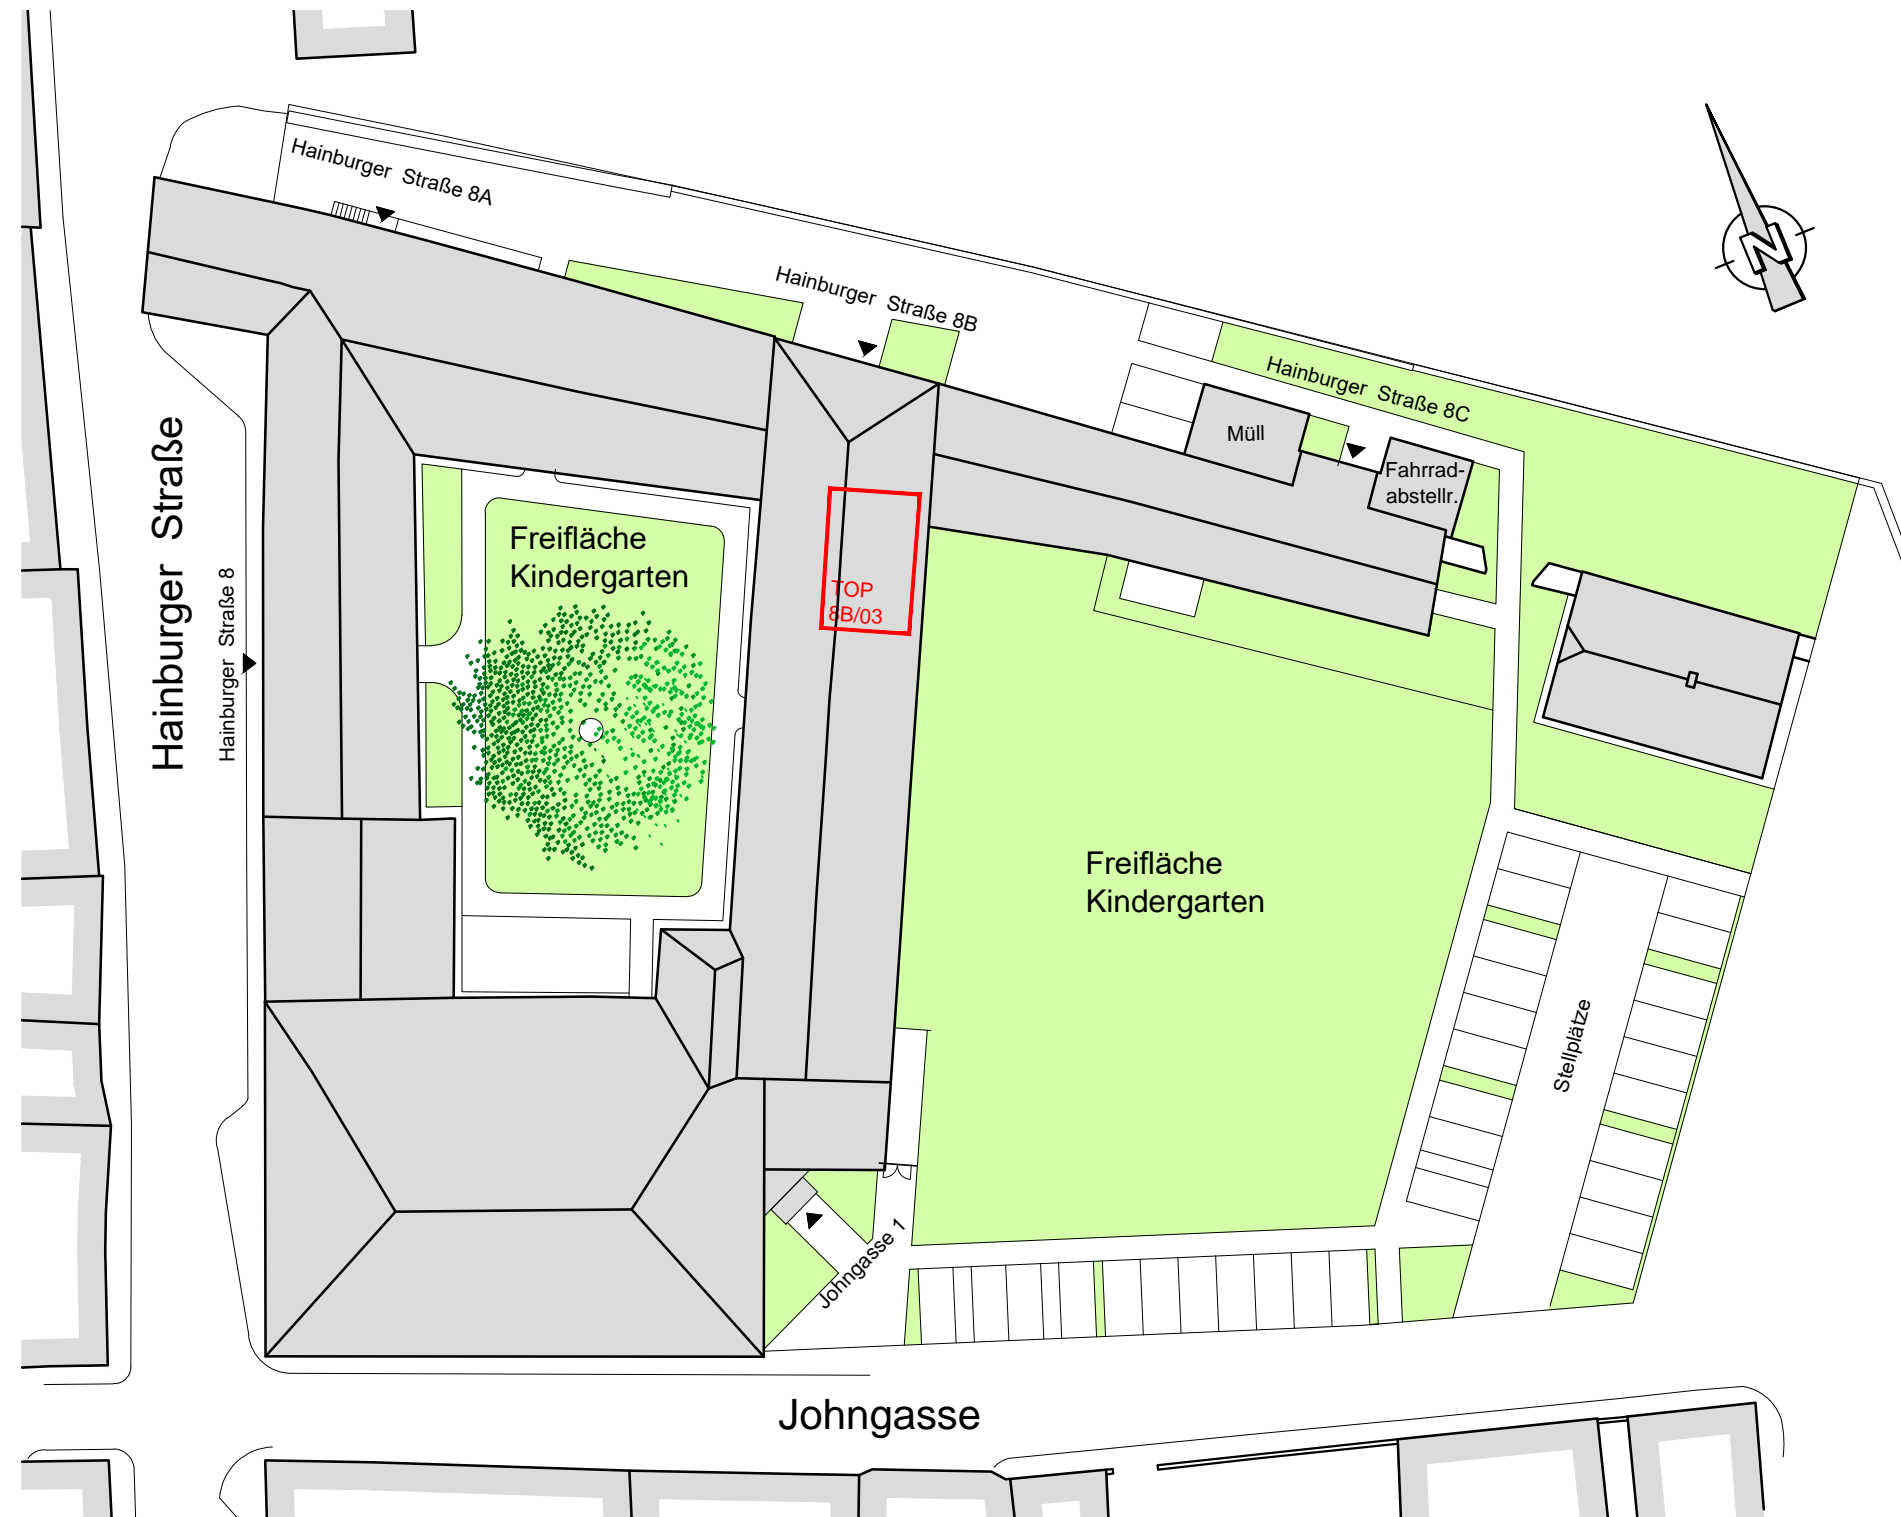 Hainburger Straße 8A
Hainburger Straße 8B
Hainburger Straße 8C
N
Müll
Fahrrad-
abstellr.
Hainburger Straße
Hainburger Straße 8
Freifläche
Kindergarten
TOP
8B/03
Freifläche
Kindergarten
Stellplätze
Johngasse 1
Johngasse